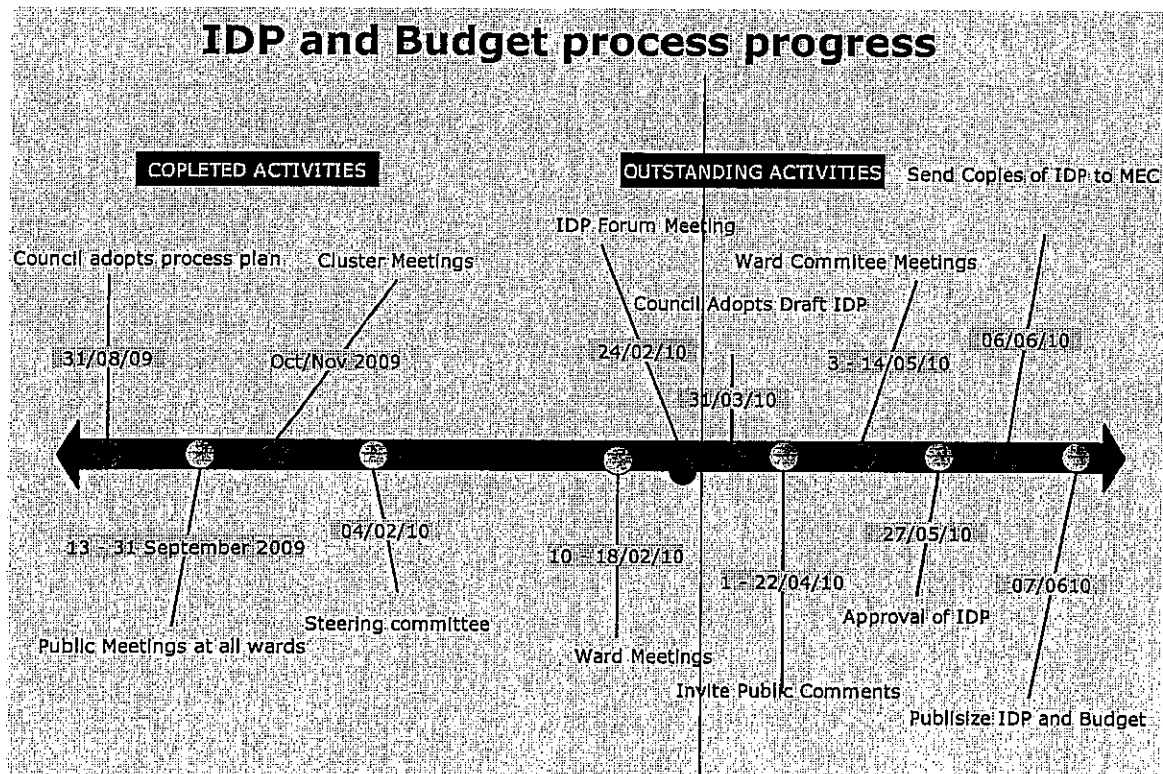 IDP and Budget process progress
COPLETED ACTIVITIES
OUTSTANDING ACTIVITIES
Send Copies of IDP to MEC
IDP Forum Meeting
Council adopts process plan
Cluster Meetings
Ward Commitee Meetings
Council Adopts Draft IDP
31/08/09
Oct/Nov 2009
24/02/10
3 - 14/05/10
06/06/10
31/03/10
13 - 31 September 2009
04/02/10
10 - 18/02/10
1 - 22/04/10
27/05/10
07/0610
Public Meetings at all wards
Steering committee
Ward Meetings
Approval of IDP
Invite Public Comments
Publisize IDP and Budget